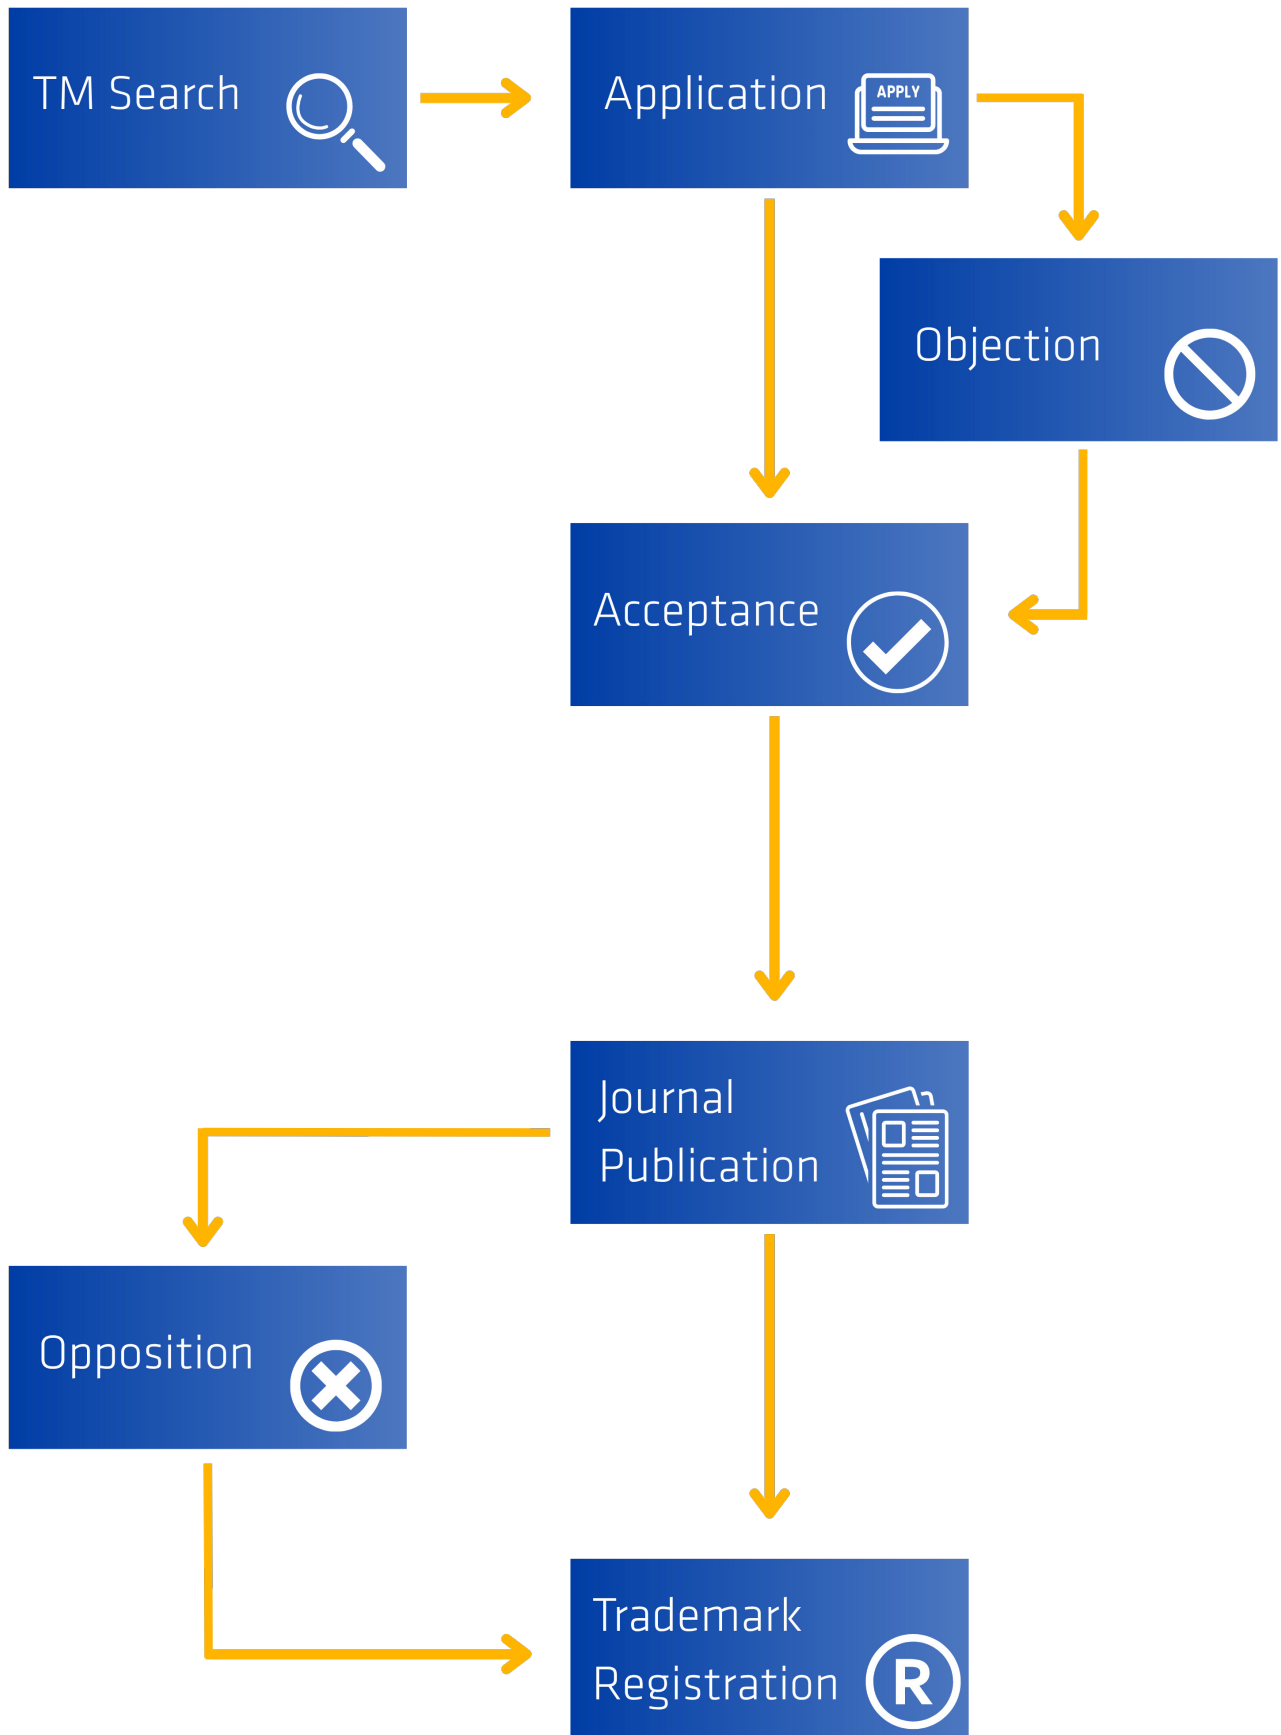 TM Search
Application
APPLY
Objection
Acceptance
Journal
Publication
Opposition
Trademark
Registration
R